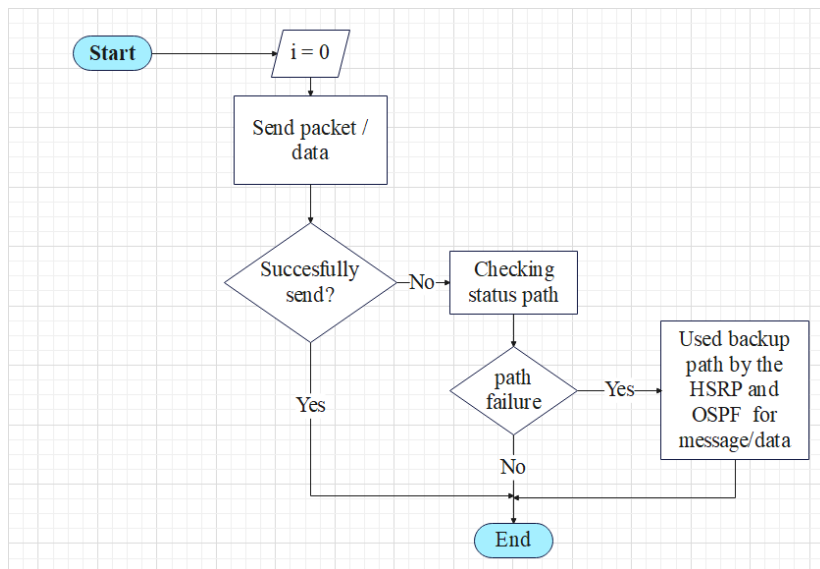 Start
i = 0
Send packet /
data
Succesfully
send?
No
Checking
status path
Yes
path
failure
Yes
Used backup
path by the
HSRP and
OSPF for
message/data
No
End